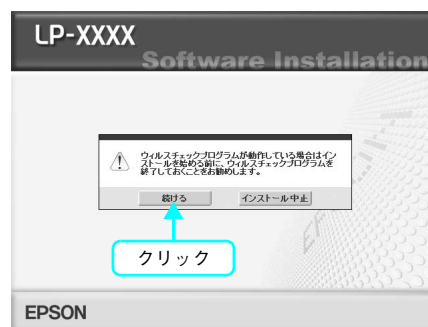 LP-XXXX
Software Installation
ウィルスチェックプログラムが動作している場合はイン
ストールを始める前に、ウィルスチェックプログラムを
終了しておくことをお勧めします。
続ける インストール中止
クリック
EPSON